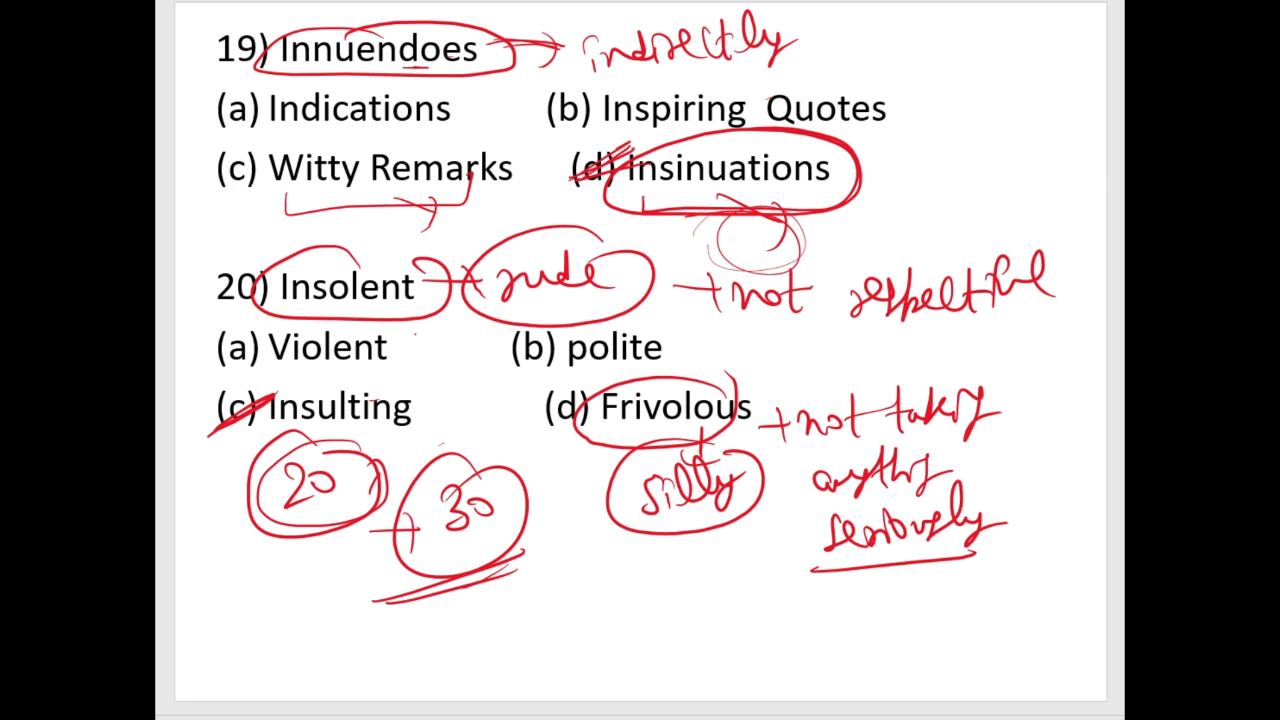 19) Innuendoes → indirectly
(a) Indications (b) Inspiring Quotes
(c) Witty Remarks (d) Insinuations
20) Insolent → rude → not respectful
(a) Violent (b) polite
(c) Insulting (d) Frivolous → not taking
20 → 30 silly anything
seriously